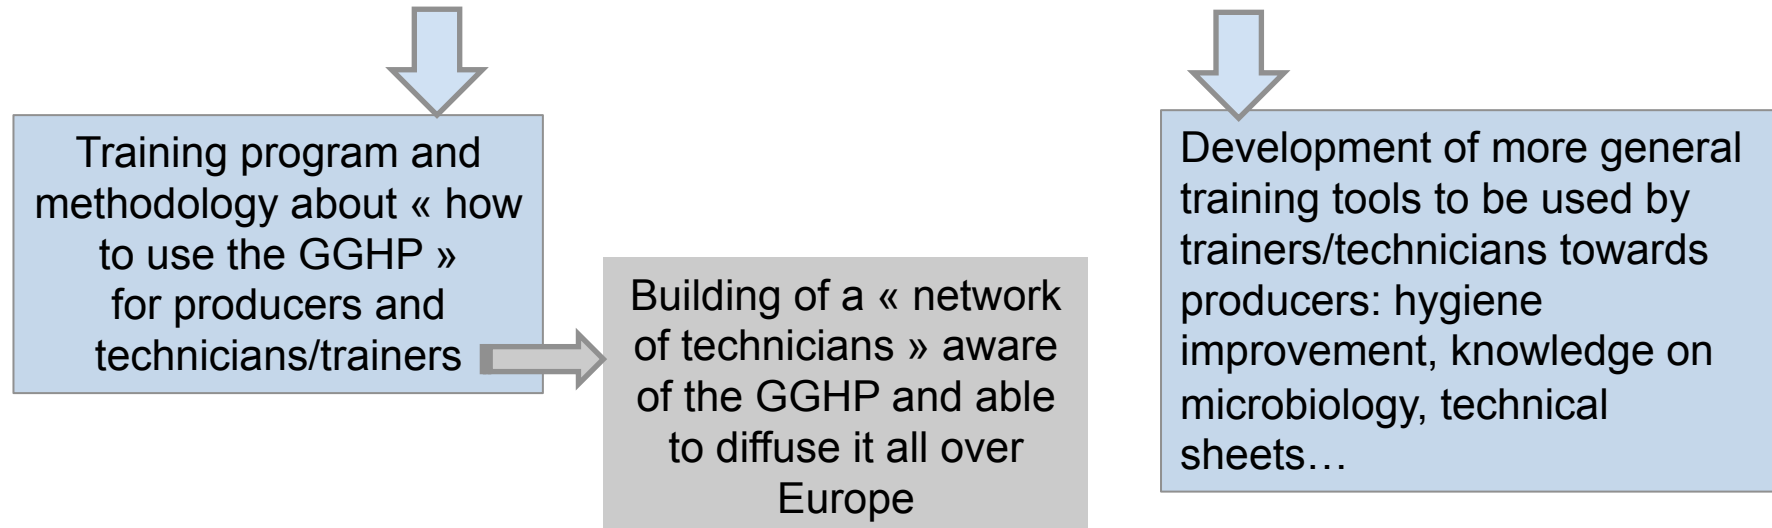 Training program and
methodology about « how
to use the GGHP »
for producers and
technicians/trainers
Building of a « network
of technicians » aware
of the GGHP and able
to diffuse it all over
Europe
Development of more general
training tools to be used by
trainers/technicians towards
producers: hygiene
improvement, knowledge on
microbiology, technical
sheets…